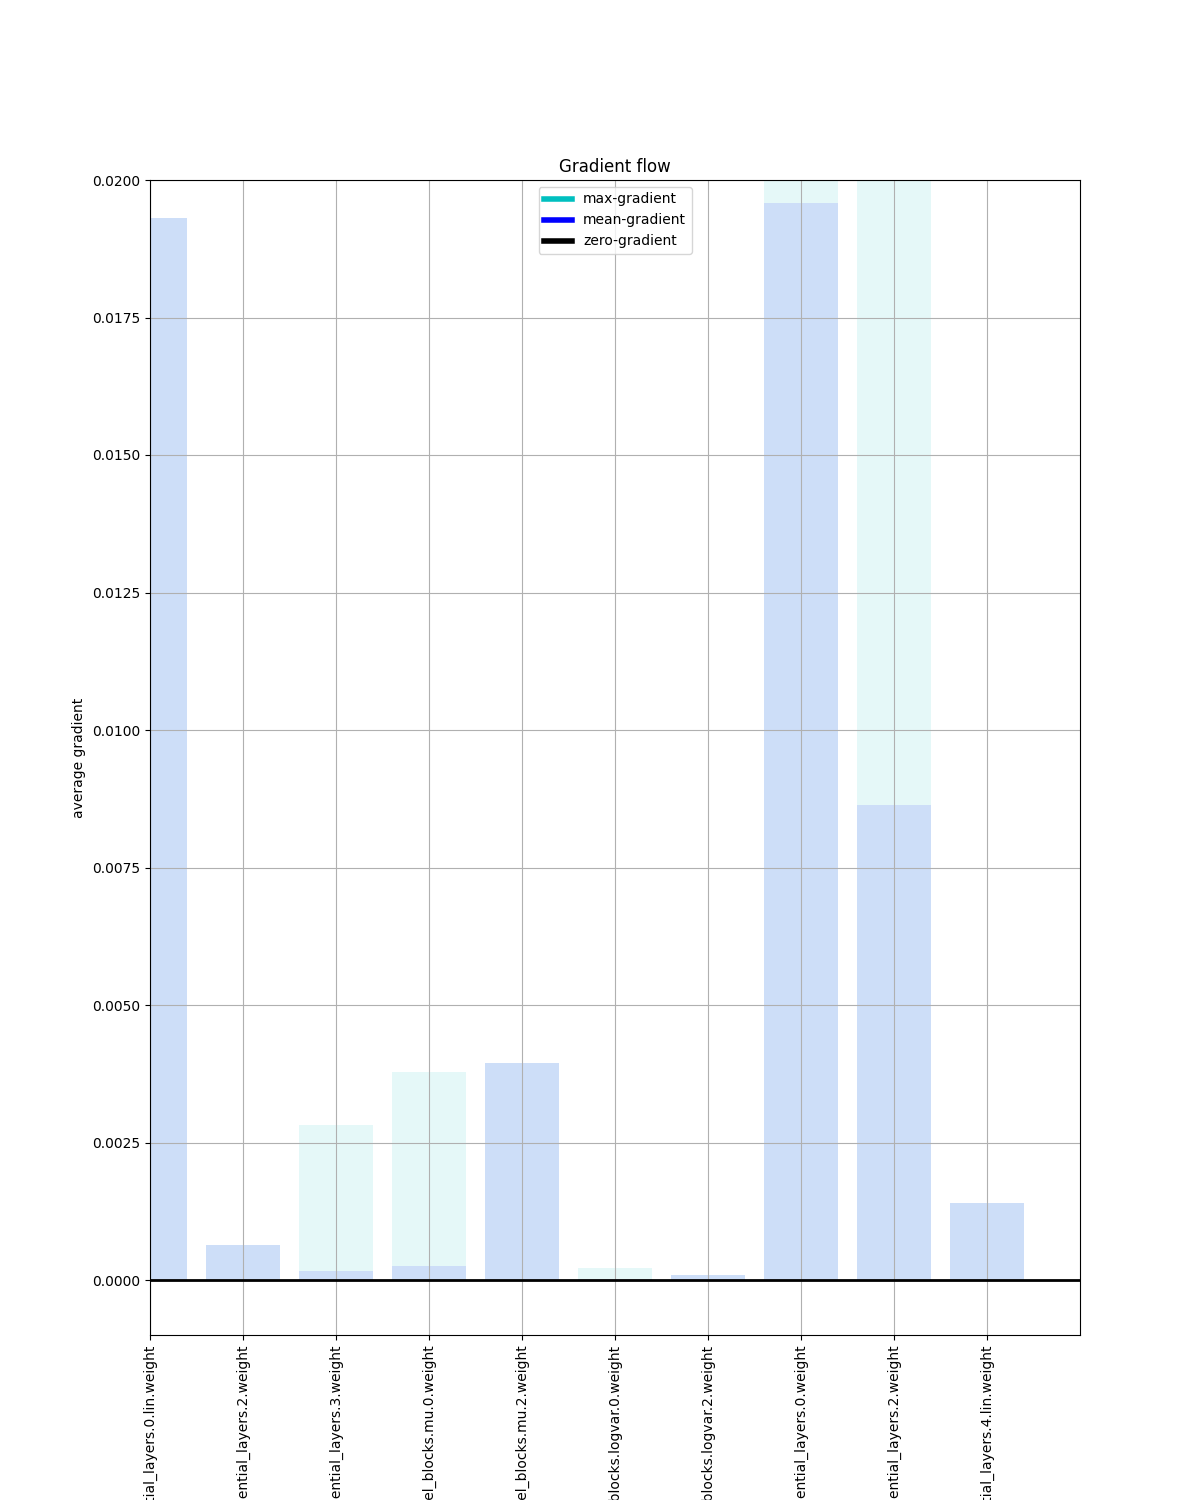 Gradient flow
max-gradient
mean-gradient
zero-gradient
0.0200
0.0175
0.0150
0.0125
0.0100
0.0075
0.0050
0.0025
0.0000
average gradient
tial_layers.0.lin.weight
ential_layers.2.weight
ential_layers.3.weight
el_blocks.mu.0.weight
el_blocks.mu.2.weight
blocks.logvar.0.weight
blocks.logvar.2.weight
ential_layers.0.weight
ential_layers.2.weight
tial_layers.4.lin.weight